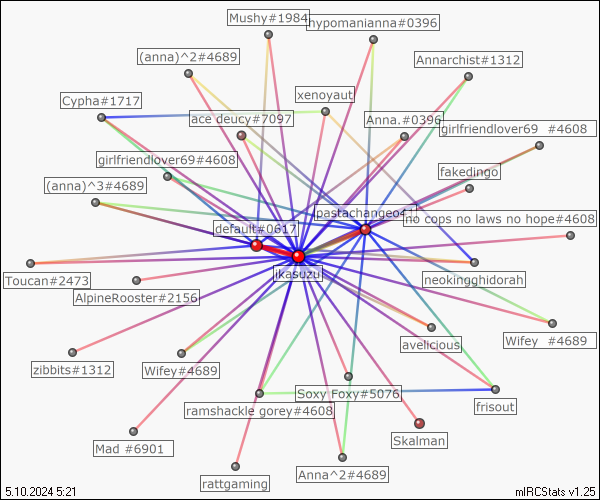 Mushy#1984
hypomanianna#0396
(anna)^2#4689
Annarchist#1312
Cypha#1717
xenoyaut
ace deucy#7097
Anna.#0396
girlfriendlover69 #4608
girlfriendlover69#4608
fakedingo
(anna)^3#4689
pastachangeo4
no cops no laws no hope#4608
default#0617
ikasuzu
Toucan#2473
neokingghidorah
AlpineRooster#2156
avelicious
Wifey #4689
zibbits#1312
Wifey#4689
Soxy Foxy#5076
ramshackle gorey#4608
frisout
Skalman
Mad #6901
rattgaming
Anna^2#4689
5.10.2024 5:21
mIRCStats v1.25